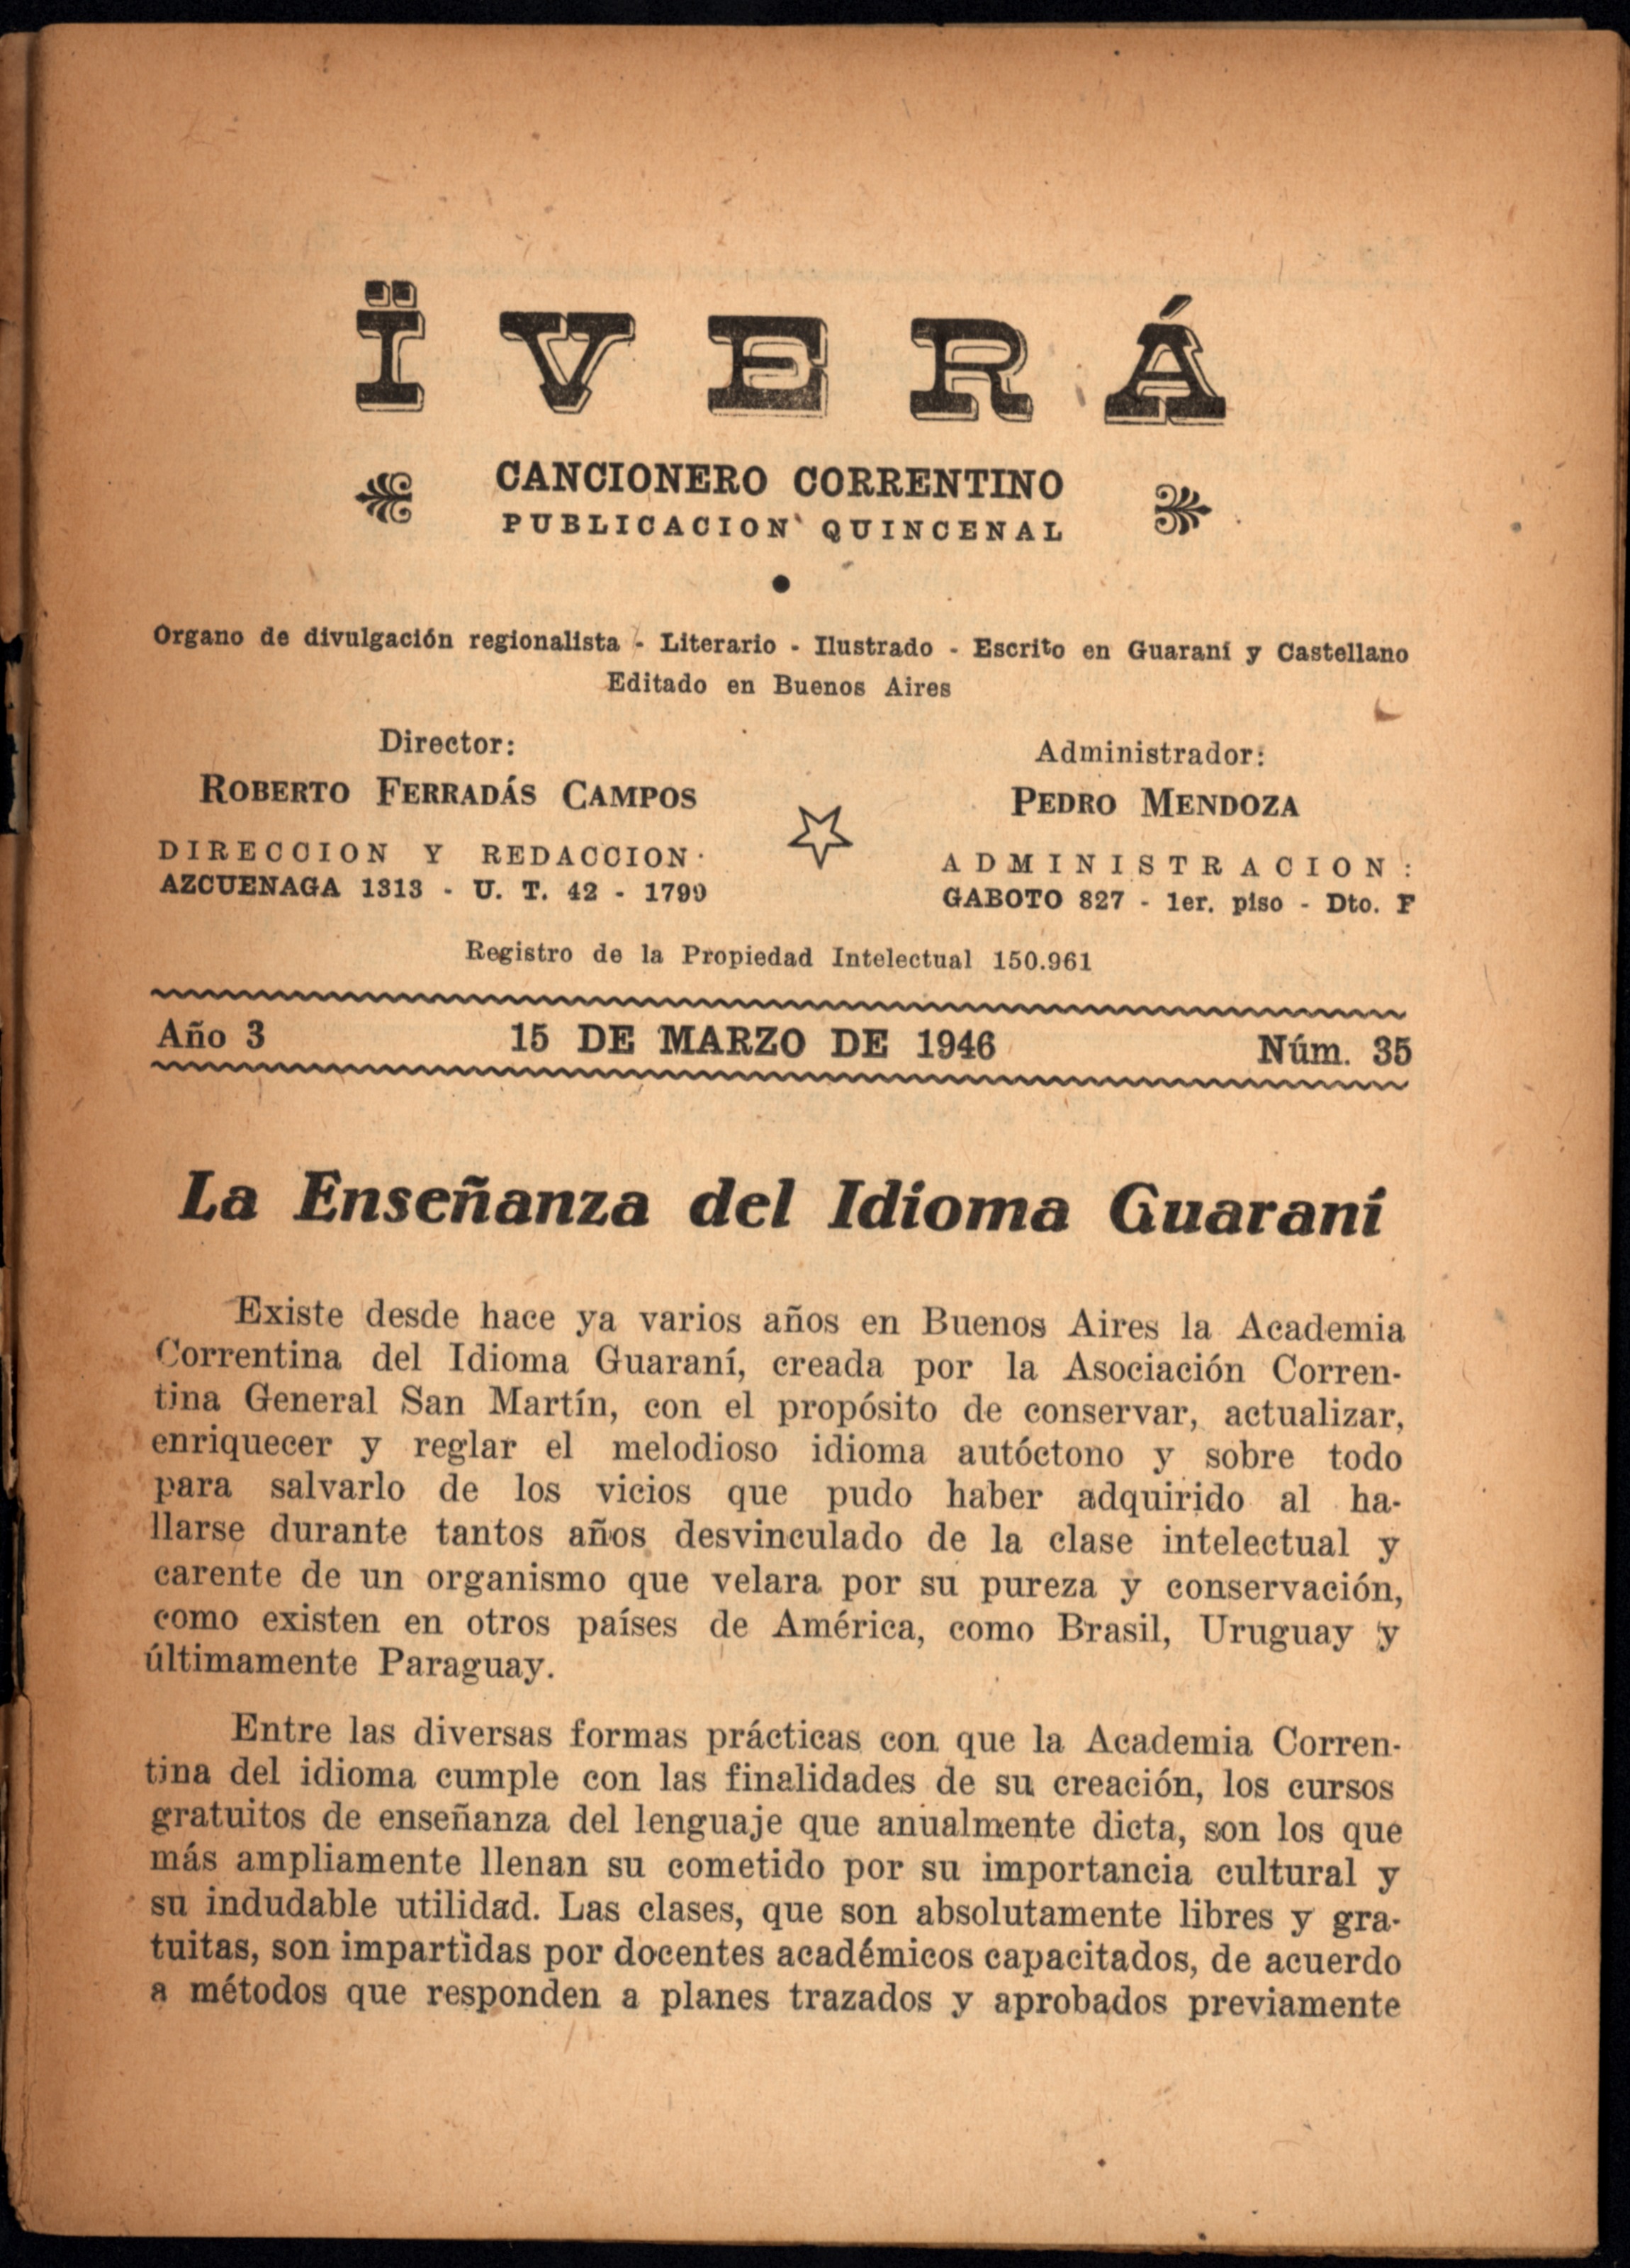 ÏVERÁ
CANCIONERO CORRENTINO
PUBLICACION QUINCENAL
Organo de divulgación regionalista - Literario - Ilustrado - Escrito en Guaraní y Castellano
Editado en Buenos Aires
Director:
ROBERTO FERRADÁS CAMPOS
DIRECCION Y REDACCION:
AZCUENAGA 1313 - U. T. 42 - 1799
Administrador:
PEDRO MENDOZA
ADMINISTRACION:
GABOTO 827 - 1er. piso - Dto. F
Registro de la Propiedad Intelectual 150.961
Año 3 15 DE MARZO DE 1946 Núm. 35
La Enseñanza del Idioma Guaraní
Existe desde hace ya varios años en Buenos Aires la Academia
Correntina del Idioma Guaraní, creada por la Asociación Corren-
tina General San Martín, con el propósito de conservar, actualizar,
enriquecer y reglar el melodioso idioma autóctono y sobre todo
para salvarlo de los vicios que pudo haber adquirido al ha-
llarse durante tantos años desvinculado de la clase intelectual y
carente de un organismo que velara por su pureza y conservación,
como existen en otros países de América, como Brasil, Uruguay y
últimamente Paraguay.
Entre las diversas formas prácticas con que la Academia Corren-
tina del idioma cumple con las finalidades de su creación, los cursos
gratuitos de enseñanza del lenguaje que anualmente dicta, son los que
más ampliamente llenan su cometido por su importancia cultural y
su indudable utilidad. Las clases, que son absolutamente libres y gra-
tuitas, son impartidas por docentes académicos capacitados, de acuerdo
a métodos que responden a planes trazados y aprobados previamente